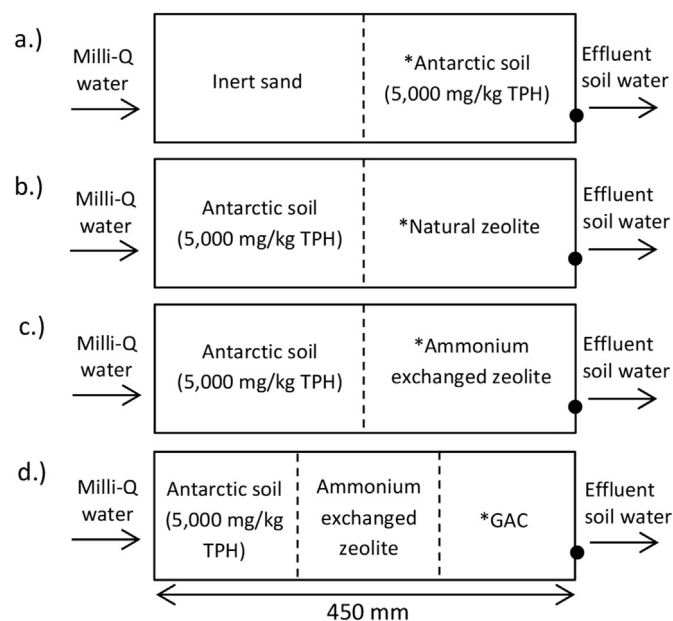 a.)
Milli-Q
water
Inert sand
*Antarctic soil
(5,000 mg/kg TPH)
Effluent
soil water
b.)
Milli-Q
water
Antarctic soil
(5,000 mg/kg TPH)
*Natural zeolite
Effluent
soil water
c.)
Milli-Q
water
Antarctic soil
(5,000 mg/kg TPH)
*Ammonium
exchanged zeolite
Effluent
soil water
d.)
Milli-Q
water
Antarctic soil
(5,000 mg/kg
TPH)
Ammonium
exchanged
zeolite
*GAC
Effluent
soil water
450 mm